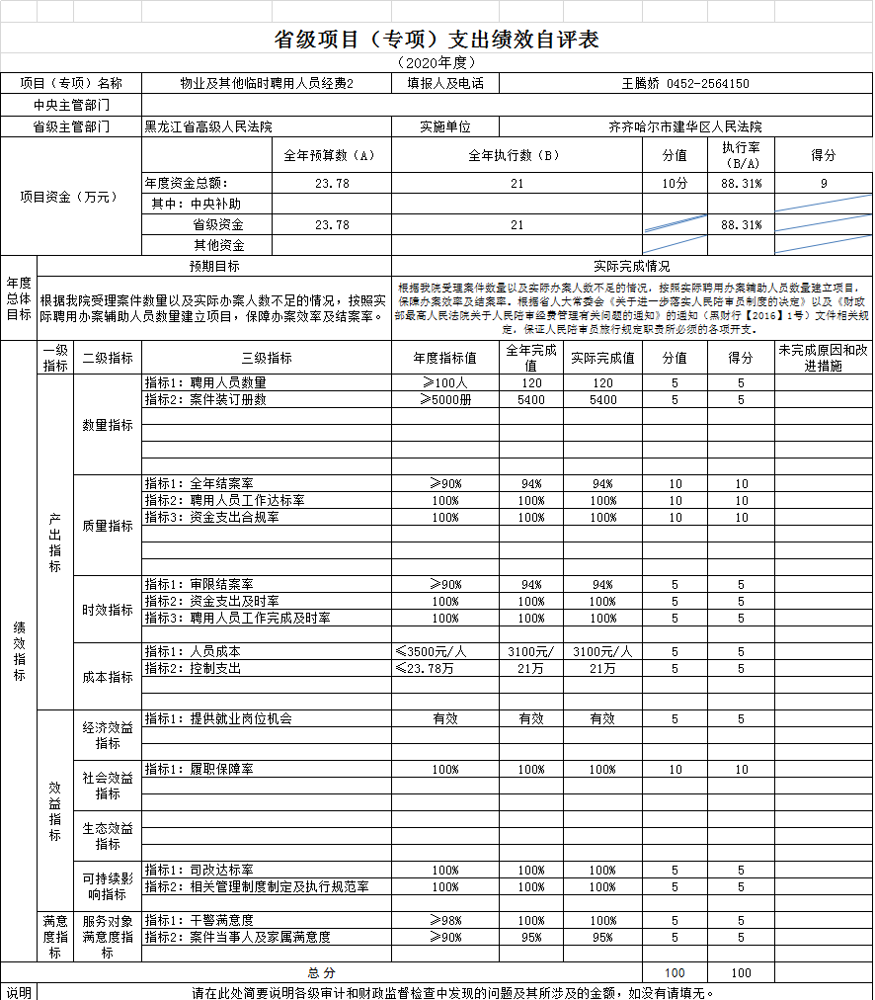 省级项目（专项）支出绩效自评表
（2020年度）
项目（专项）名称 物业及其他临时聘用人员经费2 填报人及电话 王腾娇 0452-2564150
中央主管部门
省级主管部门 黑龙江省高级人民法院 实施单位 齐齐哈尔市建华区人民法院
项目资金（万元） 全年预算数（A） 全年执行数（B） 分值 执行率（B/A） 得分
年度资金总额： 23.78 21 10分 88.31% 9
其中：中央补助
省级资金 23.78 21 88.31%
其他资金
年度总体目标 预期目标 实际完成情况
根据我院受理案件数量以及实际办案人数不足的情况，按照实际聘用办案辅助人员数量建立项目，保障办案效率及结案率。
根据我院受理案件数量以及实际办案人数不足的情况，按照实际聘用办案辅助人员数量建立项目，
保障办案效率及结案率。根据省人大常委会《关于进一步落实人民陪审员制度的决定》以及《财政
部最高人民法院关于人民陪审经费管理有关问题的通知》的通知（黑财行【2016】1号）文件相关规
定，保证人民陪审员旅行规定职责所必须的各项开支。
一级指标 二级指标 三级指标 年度指标值 全年完成值 实际完成值 分值 得分 未完成原因和改进措施
绩效指标
产出指标
数量指标
指标1：聘用人员数量 ≥100人 120 120 5 5
指标2：案件装订册数 ≥5000册 5400 5400 5 5
质量指标
指标1：全年结案率 ≥90% 94% 94% 10 10
指标2：聘用人员工作达标率 100% 100% 100% 10 10
指标3：资金支出合规率 100% 100% 100% 10 10
时效指标
指标1：审限结案率 ≥90% 94% 94% 5 5
指标2：资金支出及时率 100% 100% 100% 5 5
指标3：聘用人员工作完成及时率 100% 100% 100% 5 5
成本指标
指标1：人员成本 ≤3500元/人 3100元/ 3100元/人 5 5
指标2：控制支出 ≤23.78万 21万 21万 5 5
效益指标
经济效益指标
指标1：提供就业岗位机会 有效 有效 有效 5 5
社会效益指标
指标1：履职保障率 100% 100% 100% 10 10
生态效益指标
可持续影响指标
指标1：司改达标率 100% 100% 100% 5 5
指标2：相关管理制度制定及执行规范率 100% 100% 100% 5 5
满意度指标 服务对象满意度指标
指标1：干警满意度 ≥98% 100% 100% 5 5
指标2：案件当事人及家属满意度 ≥90% 95% 95% 5 5
总分 100 100
说明 请在此处简要说明各级审计和财政监督检查中发现的问题及其所涉及的金额，如没有请填无。